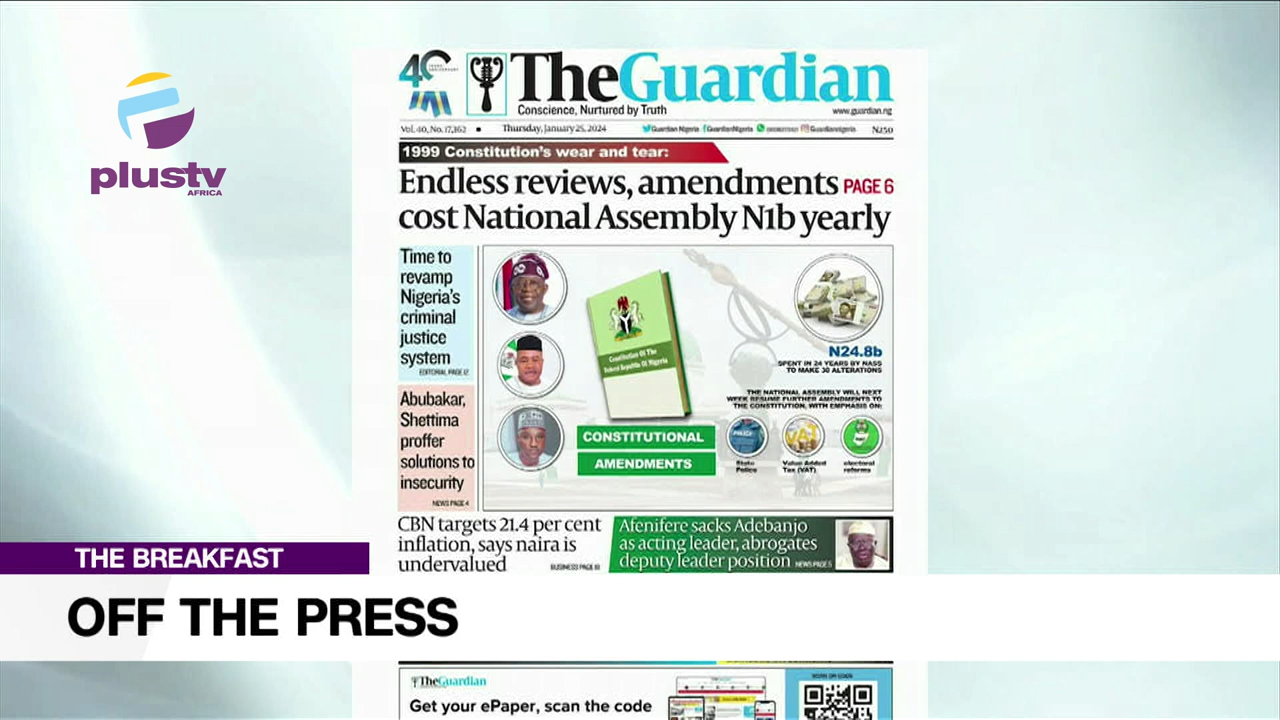 plustv
AFRICA
40
TheGuardian
Conscience, Nurtured by Truth
www.guardian.ng
Vol. 40, No. 17,162 • Thursday, January 25, 2024 Guardian Nigeria GuardianNigeria Guardiannigeria N250
1999 Constitution's wear and tear:
Endless reviews, amendments PAGE 6
cost National Assembly N1b yearly
Time to
revamp
Nigeria's
criminal
justice
system
EDITORIAL PAGE 12
Abubakar,
Shettima
proffer
solutions to
insecurity
NEWS PAGE 4
Constitution Of The
Federal Republic Of Nigeria
CONSTITUTIONAL
AMENDMENTS
N24.8b
SPENT IN 24 YEARS BY NASS
TO MAKE 30 ALTERATIONS
THE NATIONAL ASSEMBLY WILL NEXT
WEEK RESUME FURTHER AMENDMENTS TO
THE CONSTITUTION, WITH EMPHASIS ON:
POLICE
VAT
State
Police
Value Added
Tax (VAT)
electoral
reforms
CBN targets 21.4 per cent
inflation, says naira is
undervalued
Afenifere sacks Adebanjo
as acting leader, abrogates
deputy leader position NEWS PAGE 5
THE BREAKFAST
OFF THE PRESS
TheGuardian
Get your ePaper, scan the code